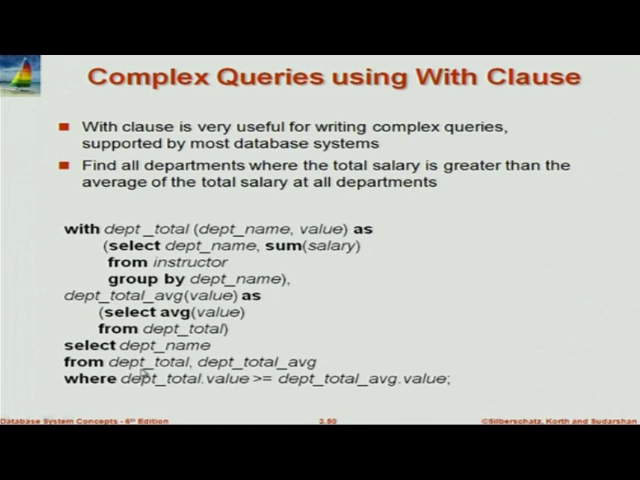 Complex Queries using With Clause
With clause is very useful for writing complex queries,
supported by most database systems
Find all departments where the total salary is greater than the
average of the total salary at all departments
with dept _total (dept_name, value) as
(select dept_name, sum(salary)
from instructor
group by dept_name),
dept_total_avg(value) as
(select avg(value)
from dept_total)
select dept_name
from dept_total, dept_total_avg
where dept_total.value >= dept_total_avg.value;
Database System Concepts - 6th Edition
3.50
©Silberschatz, Korth and Sudarshan